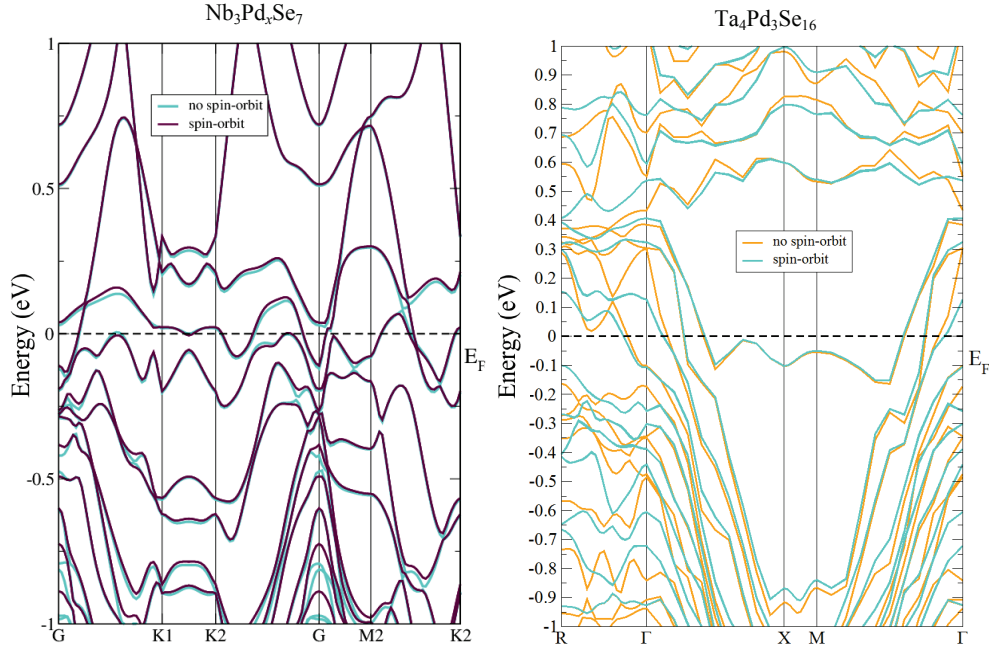 Nb₃PdₓSe₇
Energy (eV)
1
0.5
0
-0.5
-1
no spin-orbit
spin-orbit
E_F
G K1 K2 G M2 K2
Ta₄Pd₃Se₁₆
Energy (eV)
1
0.9
0.8
0.7
0.6
0.5
0.4
0.3
0.2
0.1
0
-0.1
-0.2
-0.3
-0.4
-0.5
-0.6
-0.7
-0.8
-0.9
-1
no spin-orbit
spin-orbit
E_F
R Γ X M Γ